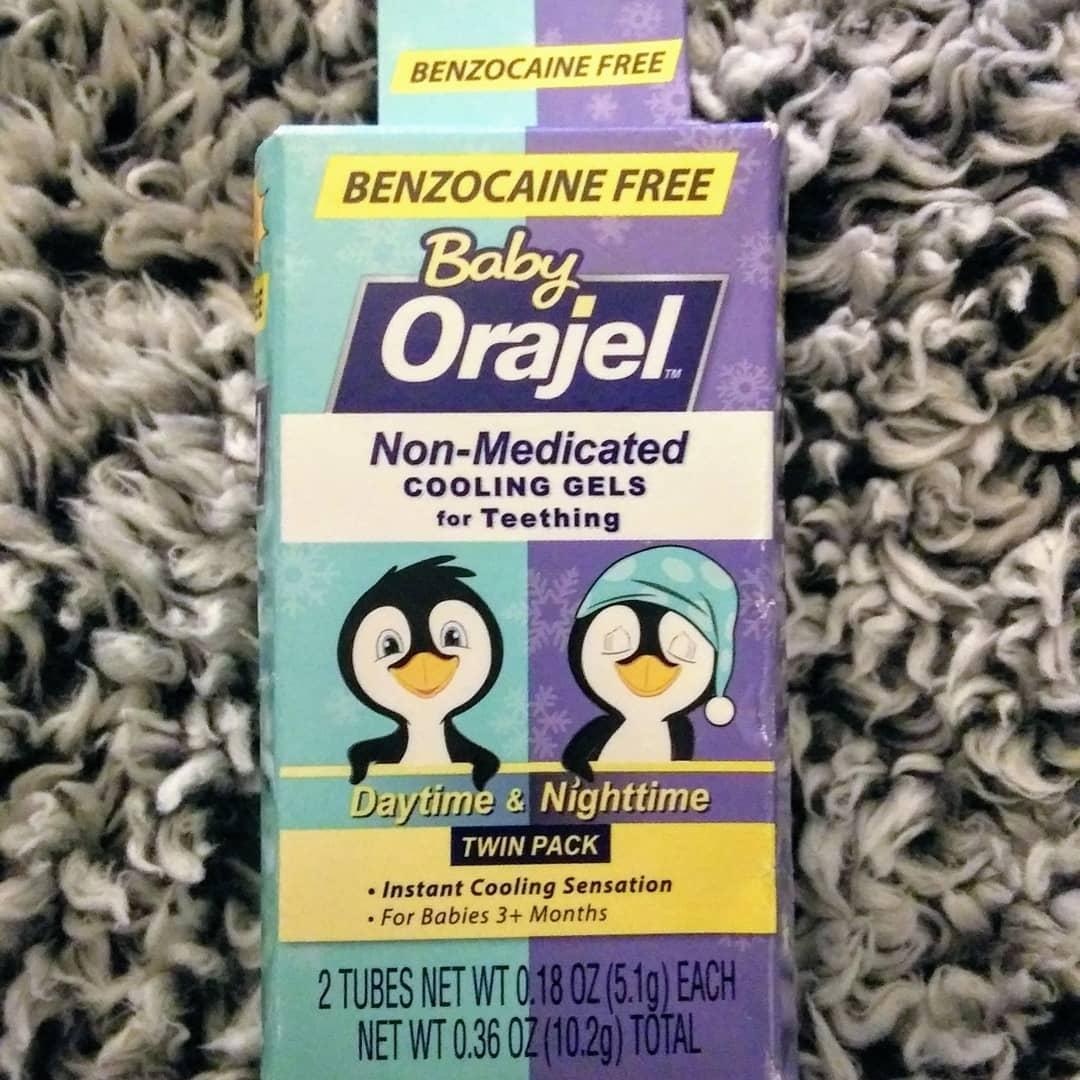 BENZOCAINE FREE
BENZOCAINE FREE
Baby
Orajel™
Non-Medicated
COOLING GELS
for Teething
Daytime & Nighttime
TWIN PACK
• Instant Cooling Sensation
• For Babies 3+ Months
2 TUBES NET WT 0.18 OZ (5.1g) EACH
NET WT 0.36 OZ (10.2g) TOTAL